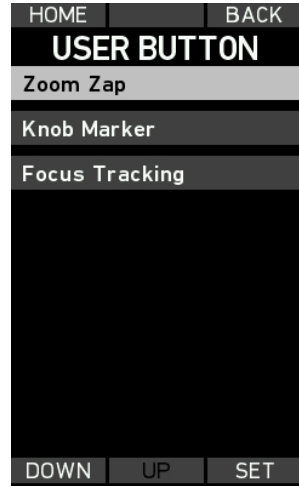 HOME BACK
USER BUTTON
Zoom Zap
Knob Marker
Focus Tracking
DOWN UP SET